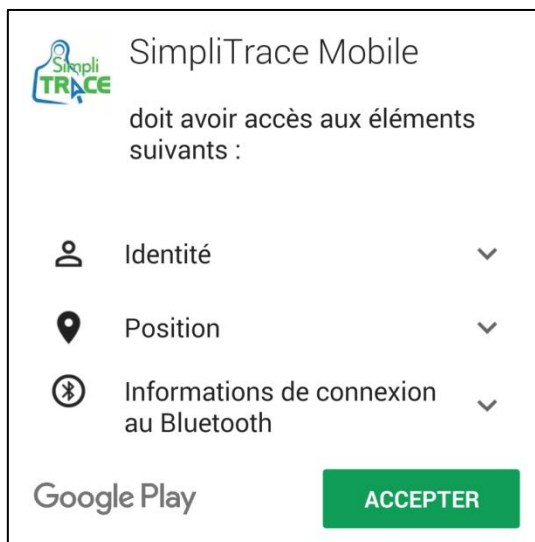 Simpli
TRACE
SimpliTrace Mobile
doit avoir accès aux éléments
suivants :
Identité
Position
Informations de connexion
au Bluetooth
Google Play
ACCEPTER